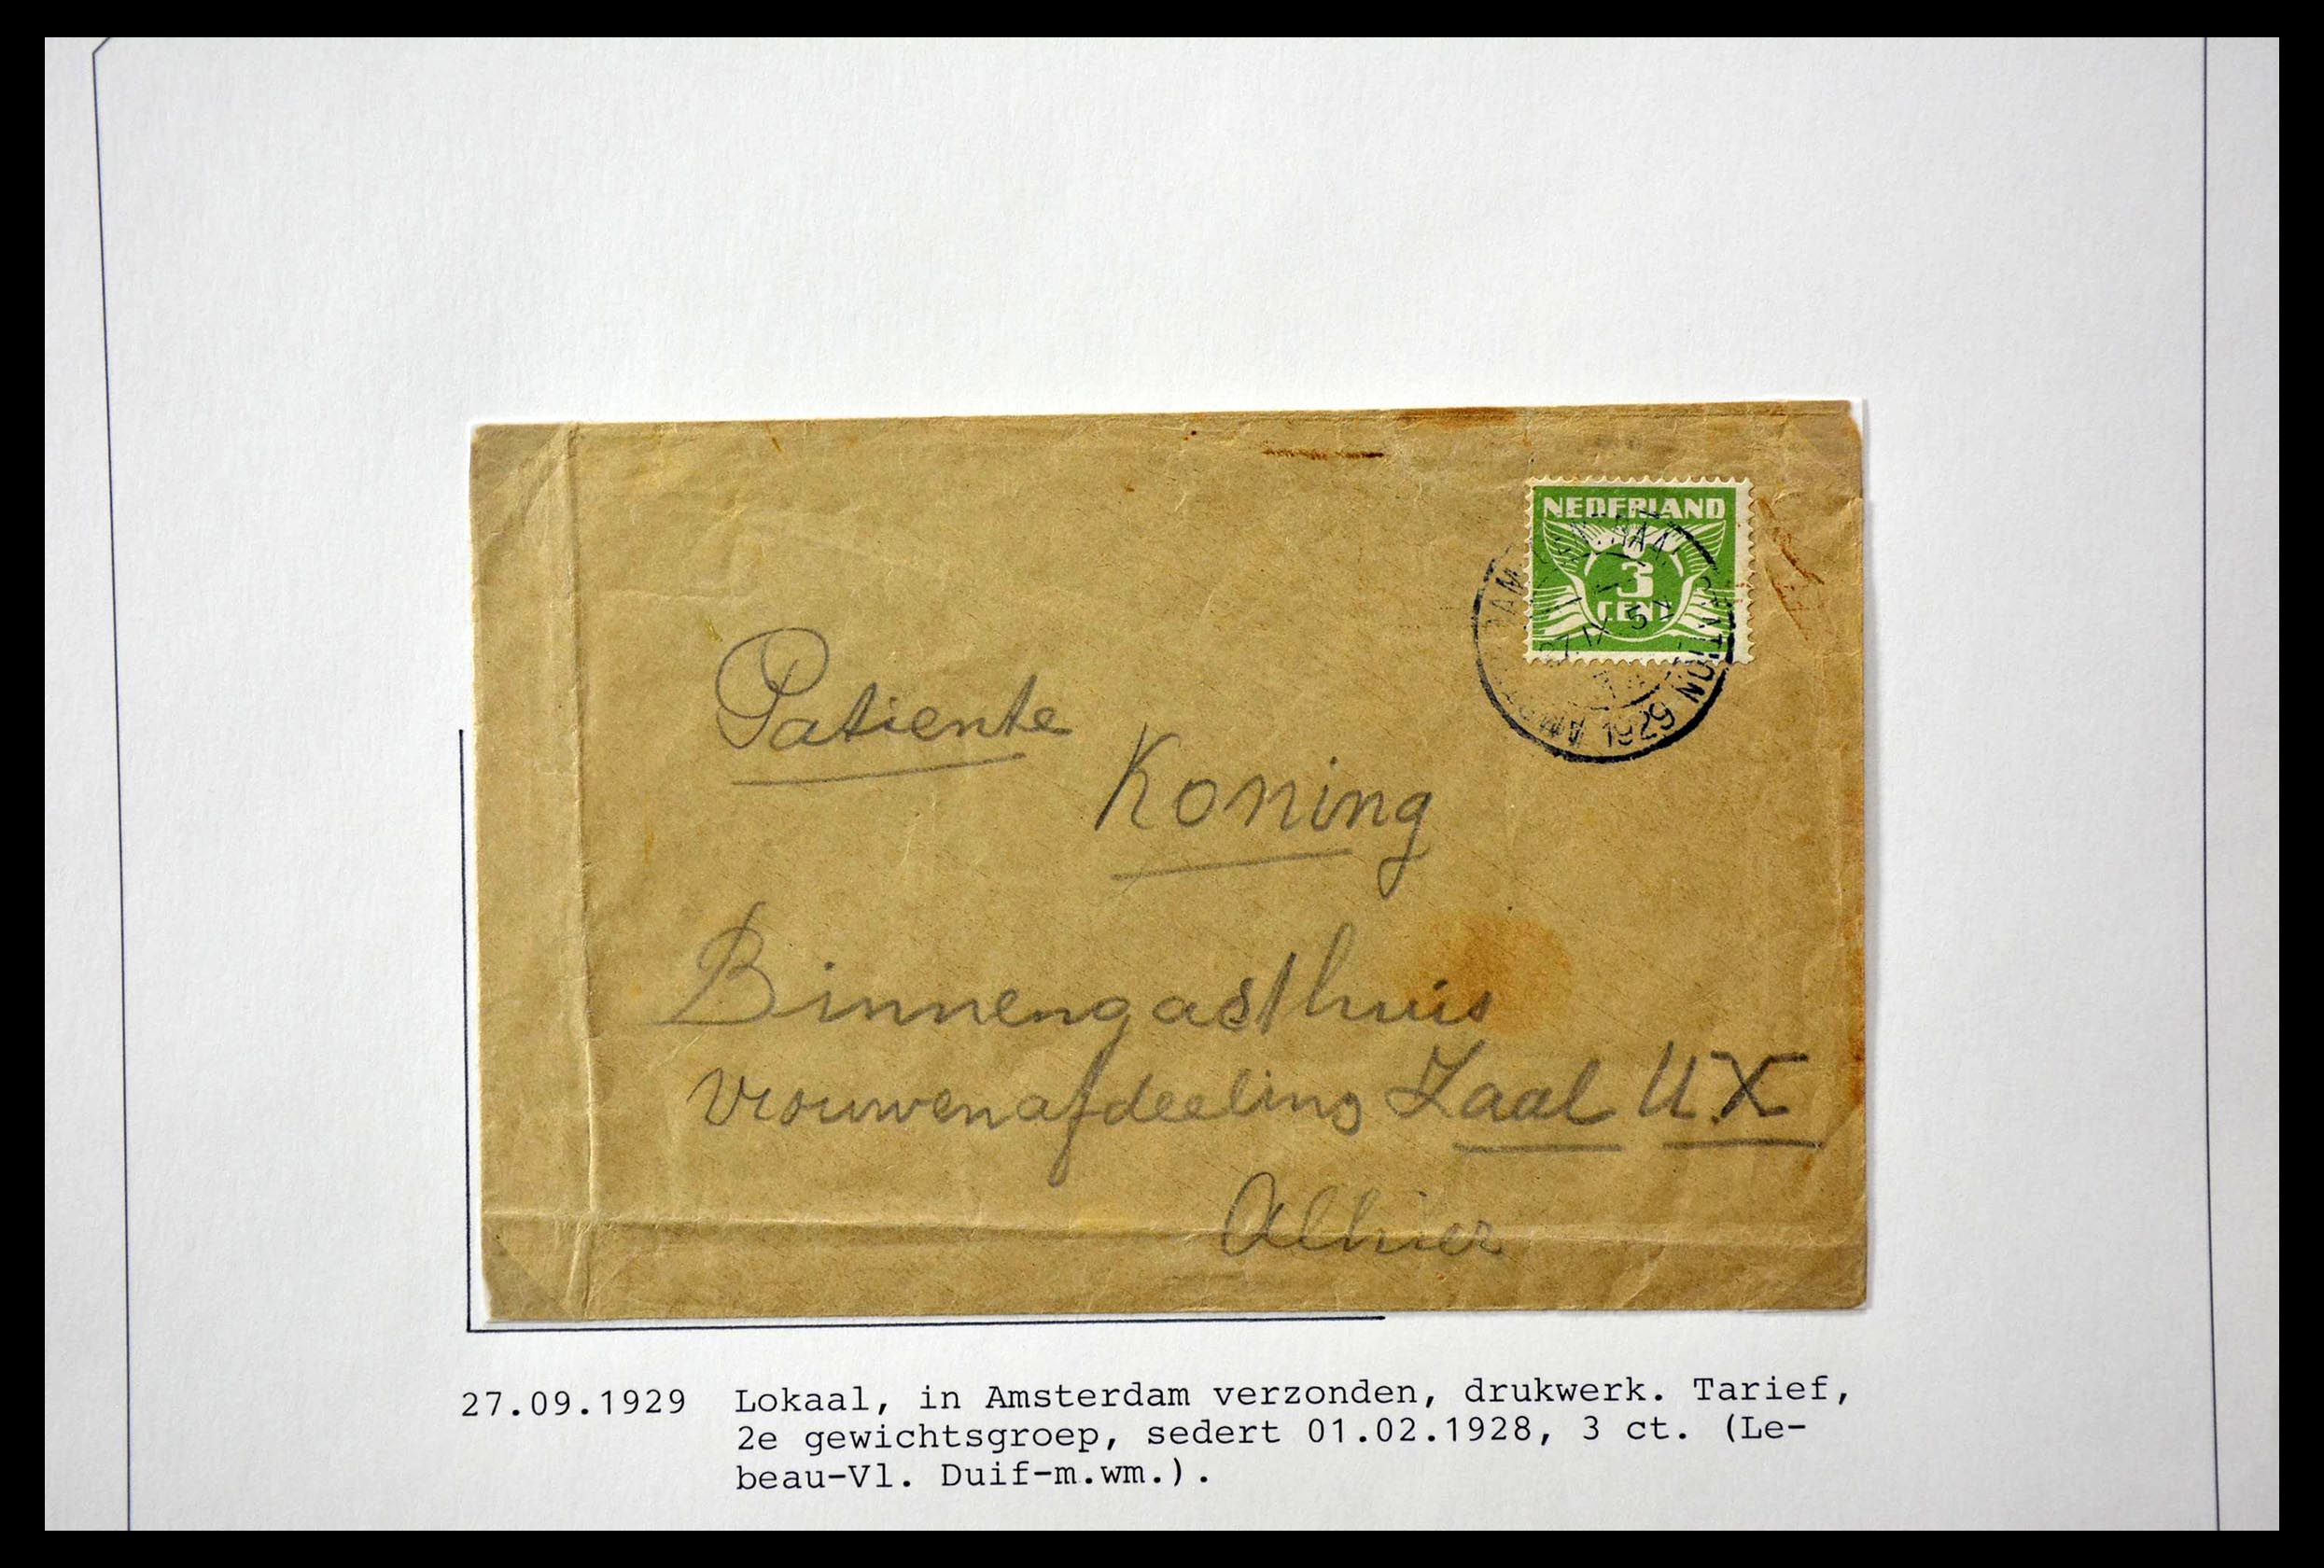 NEDERLAND
3
CENT
1929
Patiente
Koning
Binnengasthuis
Vrouwenafdeeling Zaal U.X
Alhier
27.09.1929 Lokaal, in Amsterdam verzonden, drukwerk. Tarief,
2e gewichtsgroep, sedert 01.02.1928, 3 ct. (Le-
beau-Vl. Duif-m.wm.).